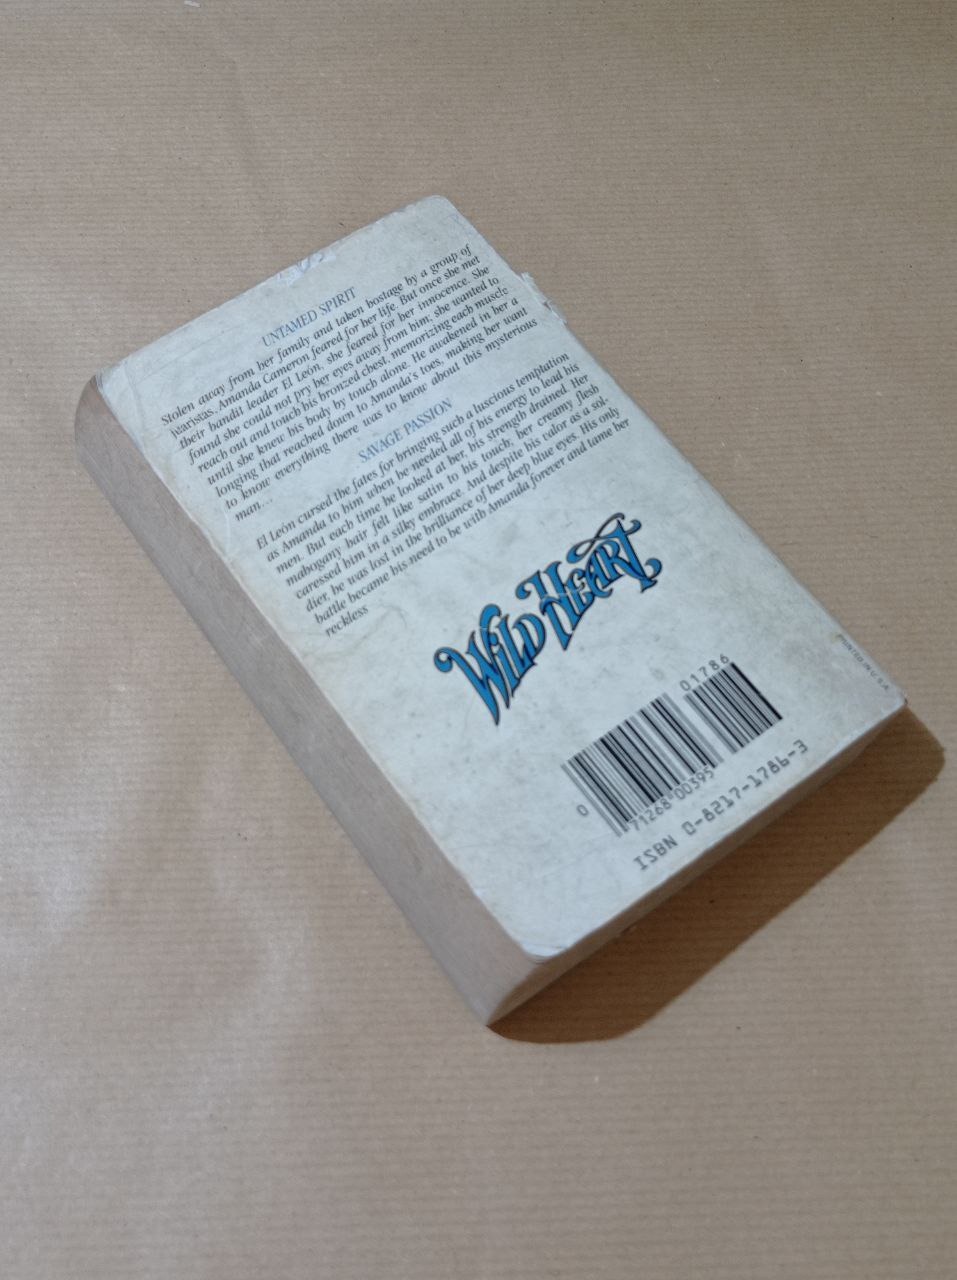 UNTAMED SPIRIT
Stolen away from her family and taken hostage by a group of
Juaristas, Amanda Cameron feared for her life. But once she met
their bandit leader El León, she feared for her innocence. She
found she could not pry her eyes away from him, she wanted to
reach out and touch his bronzed chest, memorizing each muscle
until she knew his body by touch alone. He awakened in her a
longing that reached down to Amanda's toes, making her want
to know everything there was to know about this mysterious
man...
SAVAGE PASSION
El León cursed the fates for bringing such a luscious temptation
as Amanda to him when he needed all of his energy to lead his
men. But each time he looked at her, his strength drained. Her
mahogany hair felt like satin to his touch; her creamy flesh
caressed him in a silky embrace. And despite his valor as a sol-
dier, he was lost in the brilliance of her deep blue eyes. His only
battle became his need to be with Amanda forever and tame her
reckless
WILD HEART
PRINTED IN U.S.A.
01786
0 71268 00395
ISBN 0-8217-1786-3